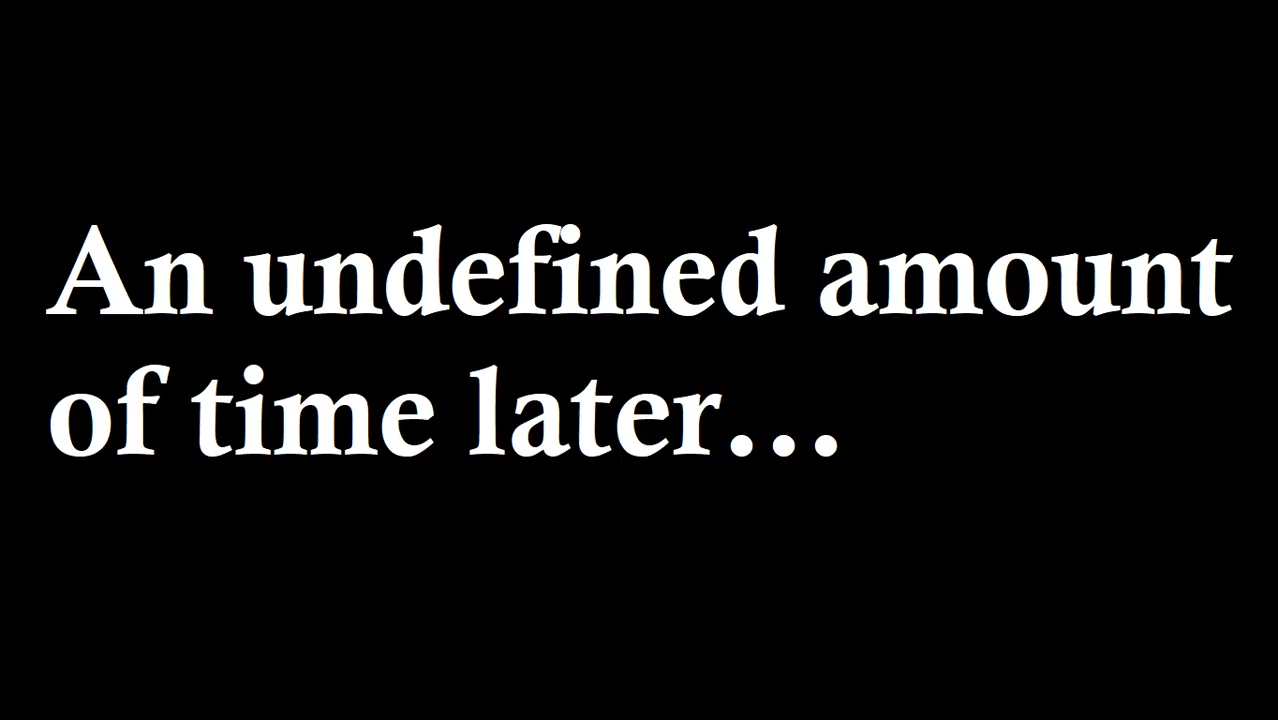 An undefined amount
of time later…